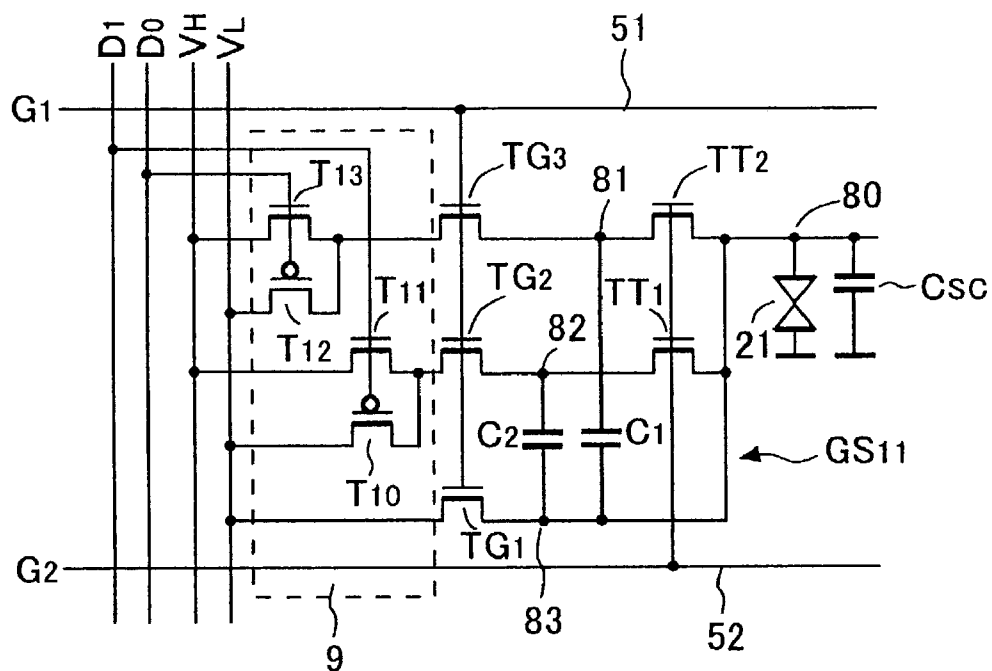 D1 D0 VH VL
51
G1
T13
TG3
81
TT2
80
T11
TG2
TT1
CSC
T12
82
21
C2
C1
GS11
T10
TG1
G2
83
52
9